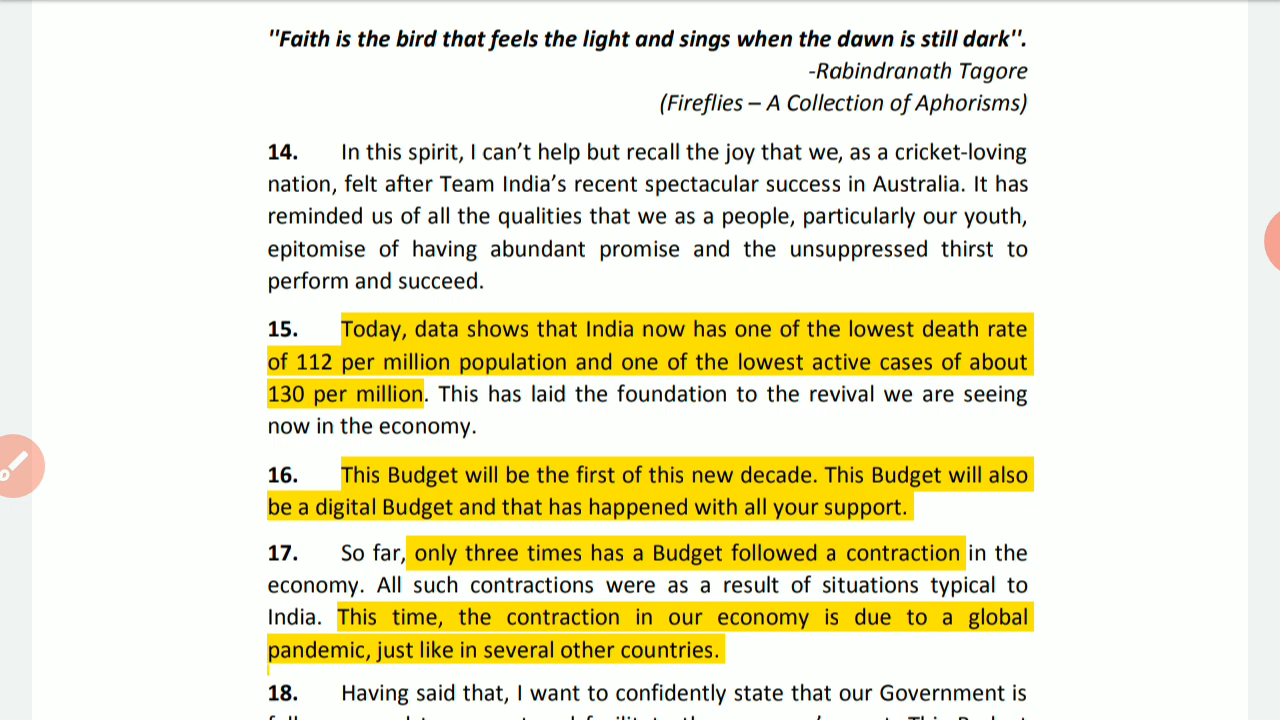 "Faith is the bird that feels the light and sings when the dawn is still dark".
-Rabindranath Tagore
(Fireflies – A Collection of Aphorisms)
14. In this spirit, I can't help but recall the joy that we, as a cricket-loving
nation, felt after Team India's recent spectacular success in Australia. It has
reminded us of all the qualities that we as a people, particularly our youth,
epitomise of having abundant promise and the unsuppressed thirst to
perform and succeed.
15. Today, data shows that India now has one of the lowest death rate
of 112 per million population and one of the lowest active cases of about
130 per million. This has laid the foundation to the revival we are seeing
now in the economy.
16. This Budget will be the first of this new decade. This Budget will also
be a digital Budget and that has happened with all your support.
17. So far, only three times has a Budget followed a contraction in the
economy. All such contractions were as a result of situations typical to
India. This time, the contraction in our economy is due to a global
pandemic, just like in several other countries.
18. Having said that, I want to confidently state that our Government is